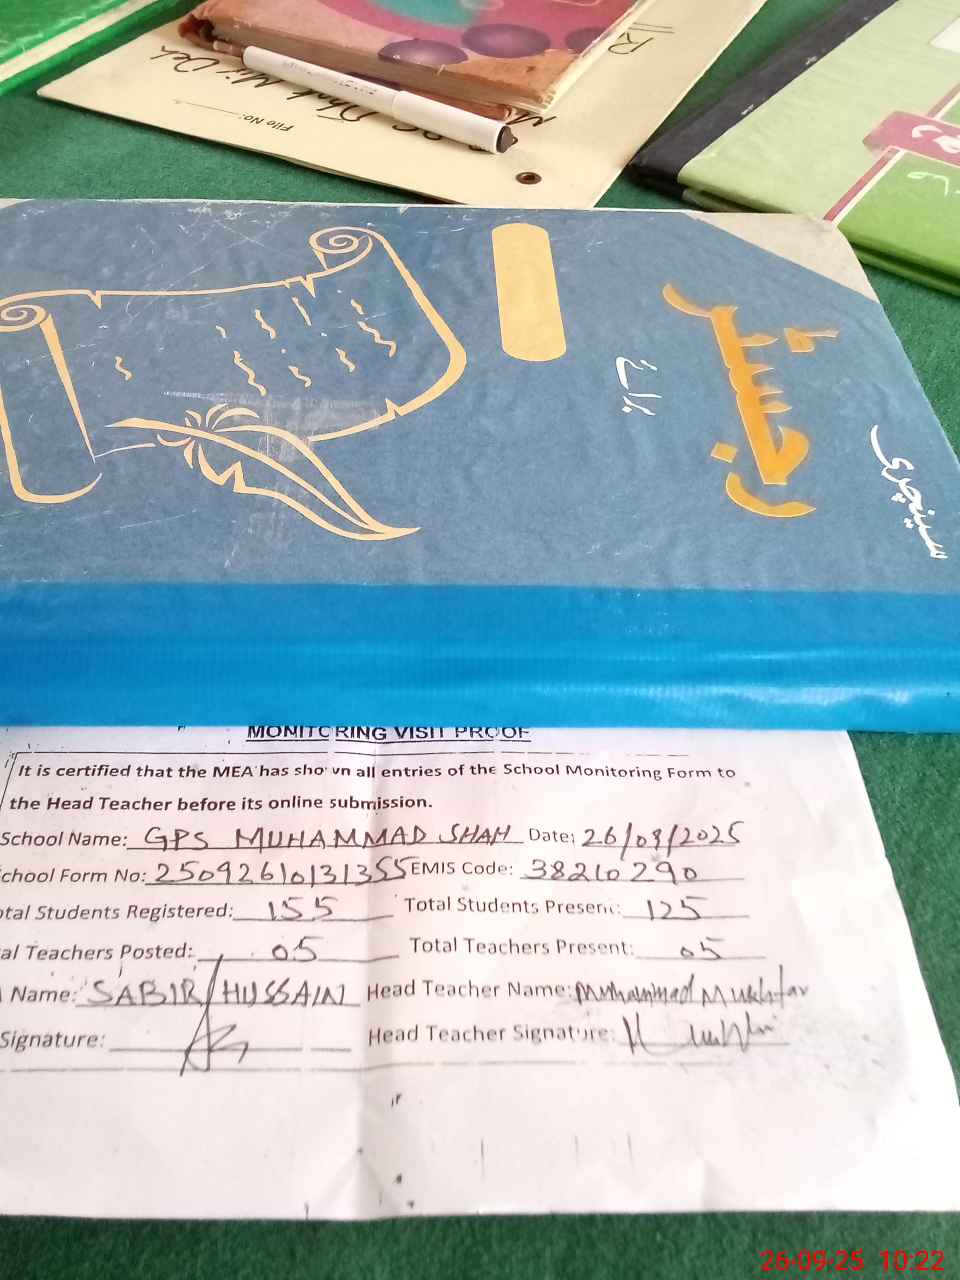 File No:
رجسٹر
برائے
سینچری
MONITORING VISIT PROOF
It is certified that the MEA has shown all entries of the School Monitoring Form to
the Head Teacher before its online submission.
School Name: GPS MUHAMMAD SHAH Date: 26/09/2025
chool Form No: 25092610131355 EMIS Code: 38210290
otal Students Registered: 155 Total Students Present: 125
al Teachers Posted: 05 Total Teachers Present: 05
Name: SABIR HUSSAIN Head Teacher Name: Muhammad Mukhtar
Signature: Head Teacher Signature:
26-09-25 10:22